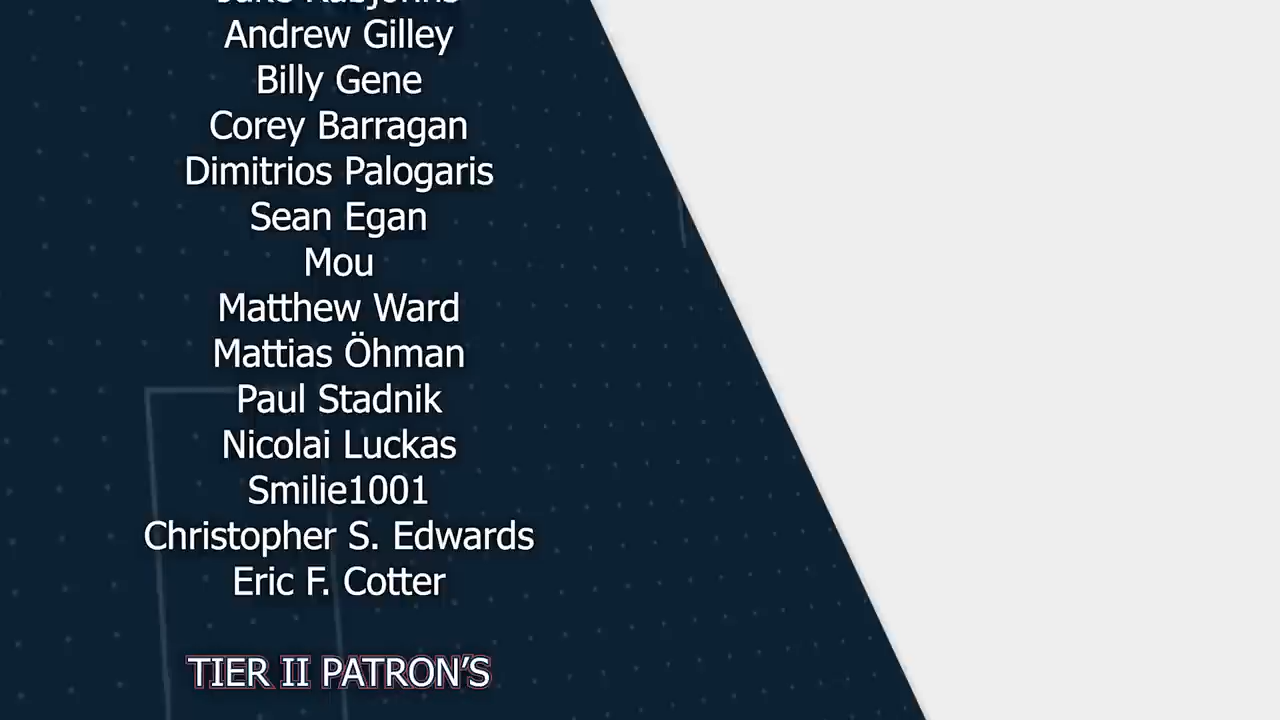 Andrew Gilley
Billy Gene
Corey Barragan
Dimitrios Palogaris
Sean Egan
Mou
Matthew Ward
Mattias Öhman
Paul Stadnik
Nicolai Luckas
Smilie1001
Christopher S. Edwards
Eric F. Cotter
TIER II PATRON’S